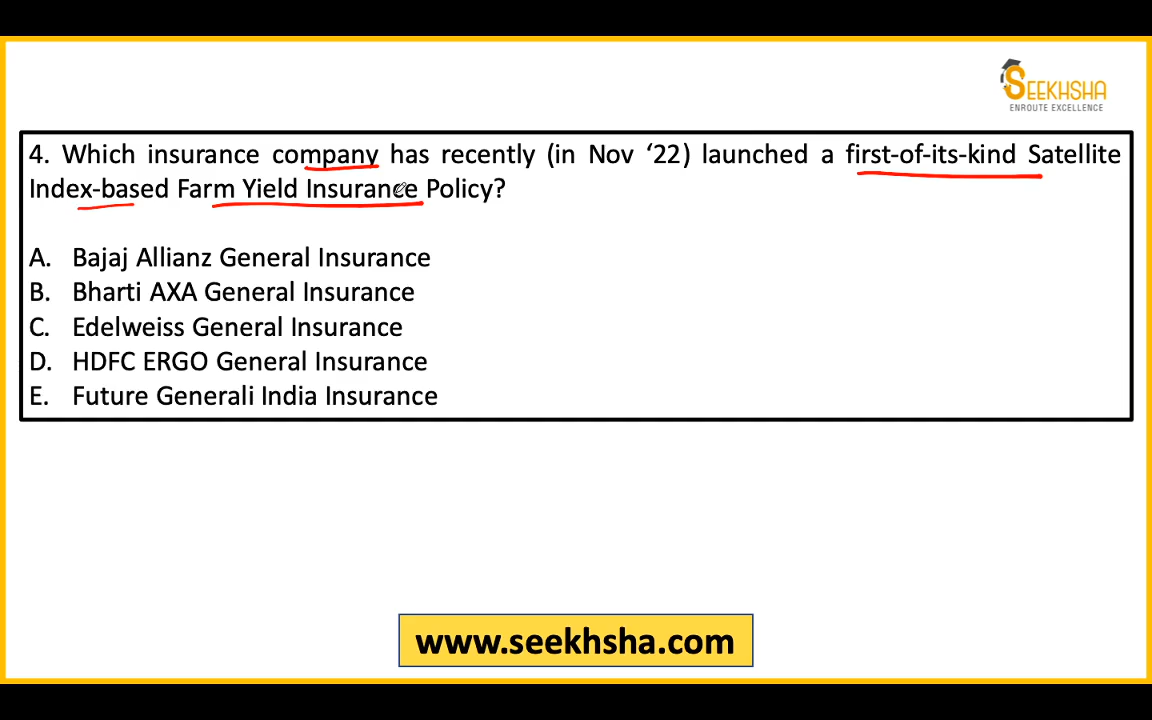 SEEKHSHA
ENROUTE EXCELLENCE
4. Which insurance company has recently (in Nov ‘22) launched a first-of-its-kind Satellite
Index-based Farm Yield Insurance Policy?
A. Bajaj Allianz General Insurance
B. Bharti AXA General Insurance
C. Edelweiss General Insurance
D. HDFC ERGO General Insurance
E. Future Generali India Insurance
www.seekhsha.com